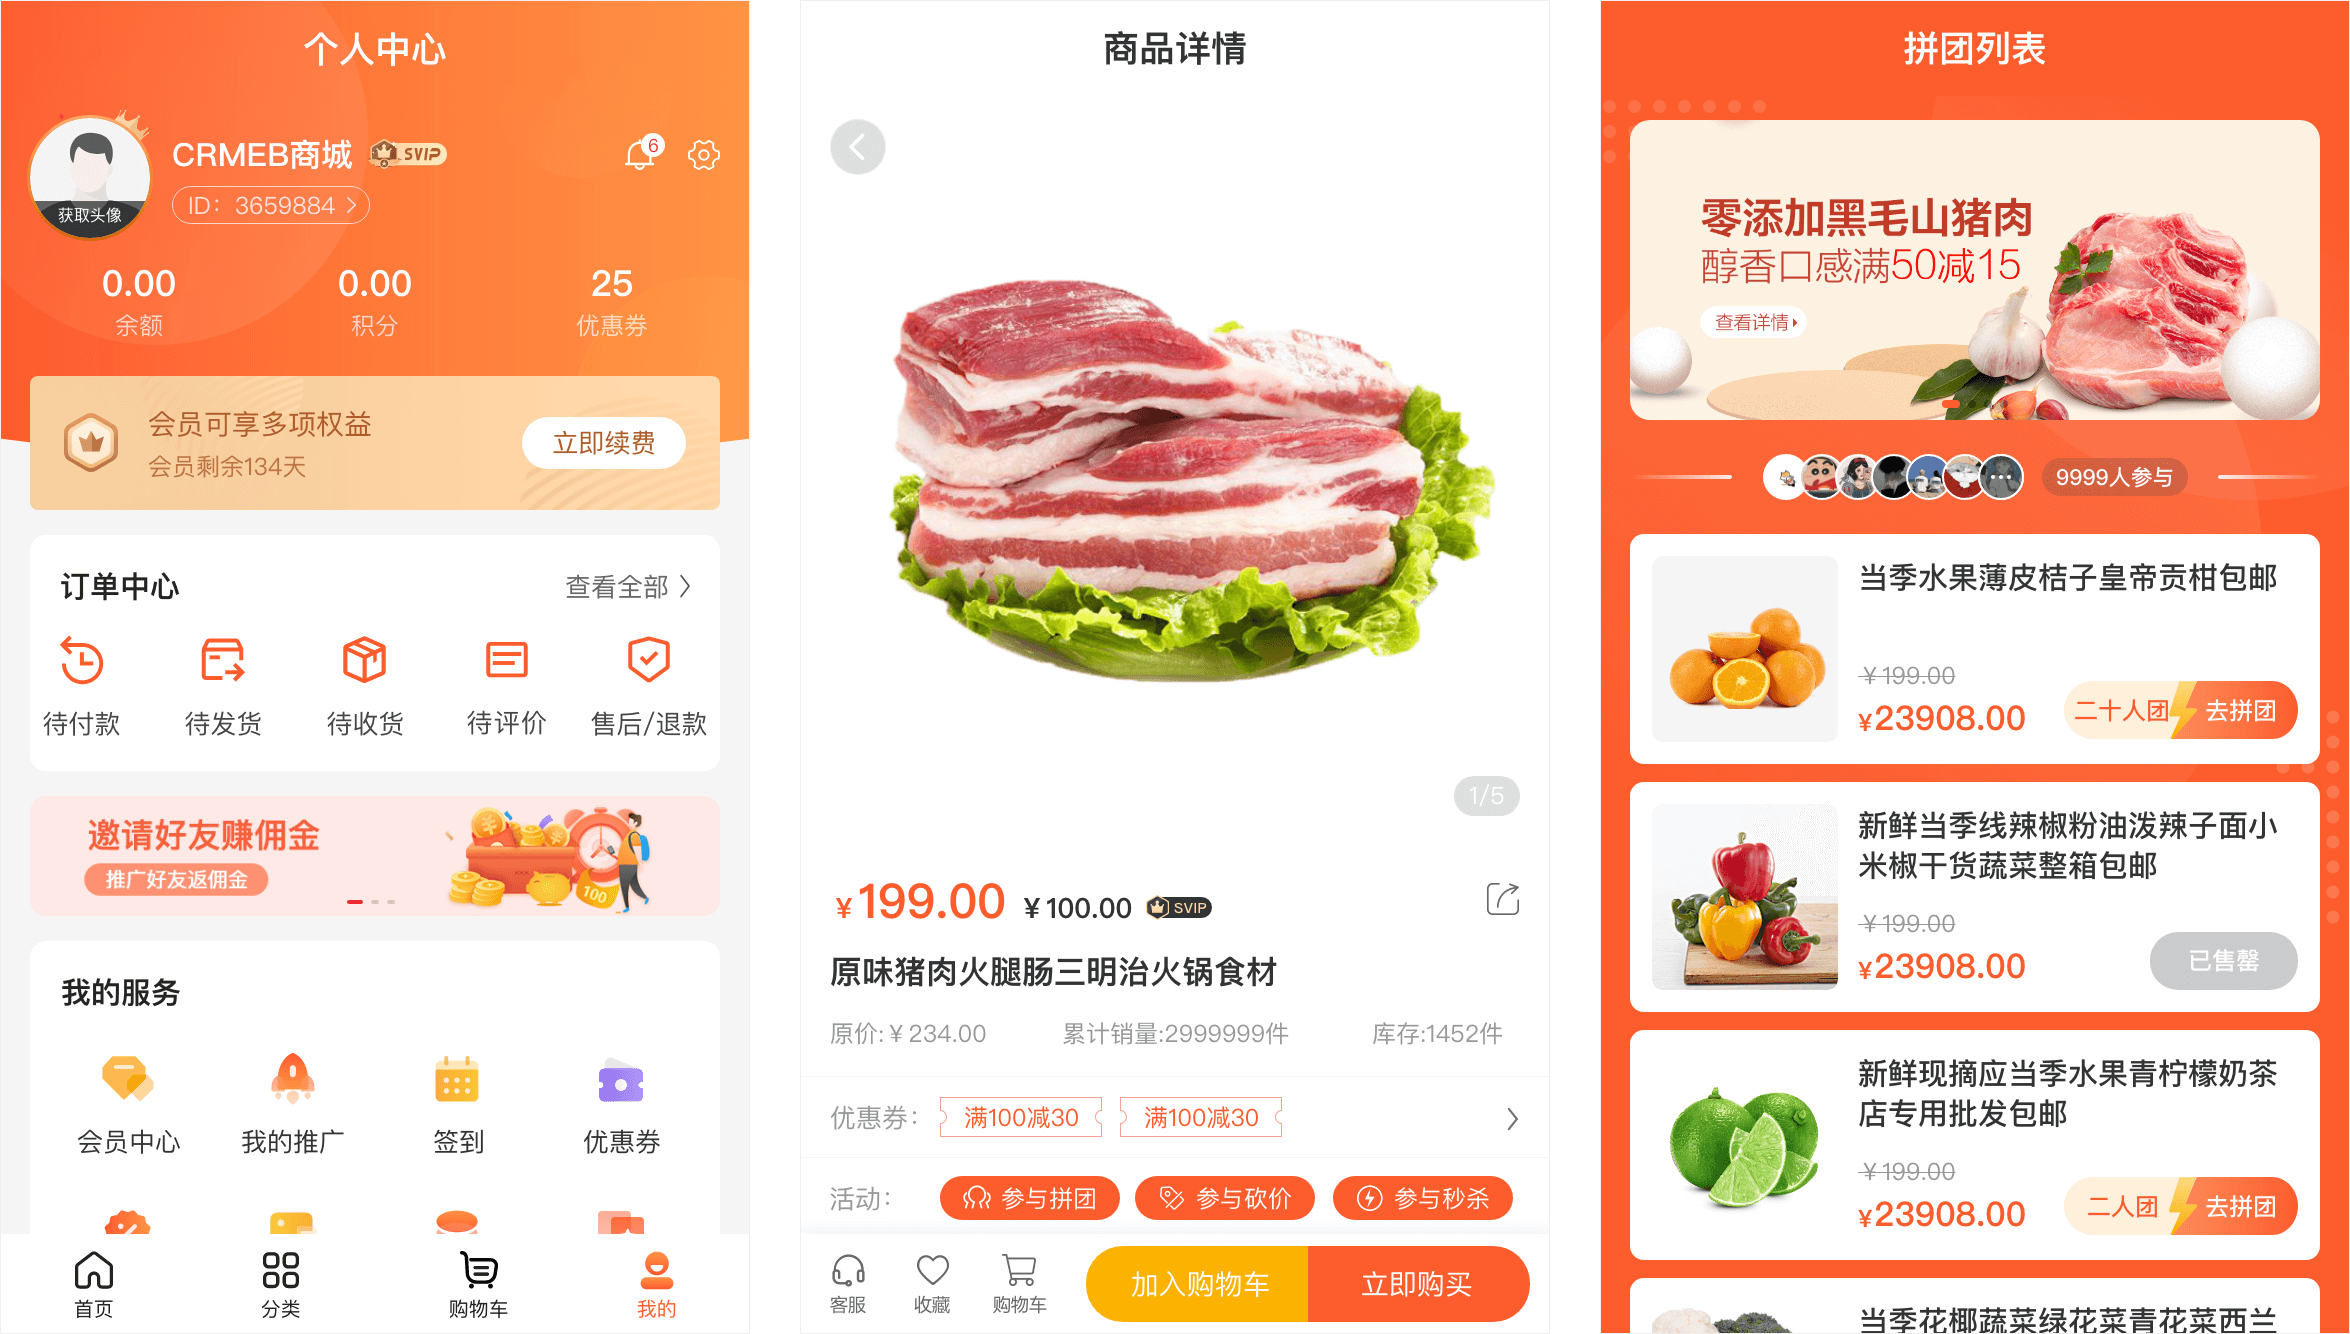 个人中心
CRMEB商城
SVIP
6
获取头像
ID: 3659884
0.00
0.00
25
余额
积分
优惠券
会员可享多项权益
会员剩余134天
立即续费
订单中心
查看全部
待付款
待发货
待收货
待评价
售后/退款
邀请好友赚佣金
推广好友返佣金
100
我的服务
会员中心
我的推广
签到
优惠券
首页
分类
购物车
我的
商品详情
1/5
¥199.00
¥100.00
SVIP
原味猪肉火腿肠三明治火锅食材
原价:¥234.00
累计销量:2999999件
库存:1452件
优惠券:
满100减30
满100减30
活动:
参与拼团
参与砍价
参与秒杀
客服
收藏
购物车
加入购物车
立即购买
拼团列表
零添加黑毛山猪肉
醇香口感满50减15
查看详情
9999人参与
当季水果薄皮桔子皇帝贡柑包邮
¥199.00
¥23908.00
二十人团
去拼团
新鲜当季线辣椒粉油泼辣子面小
米椒干货蔬菜整箱包邮
¥199.00
¥23908.00
已售罄
新鲜现摘应当季水果青柠檬奶茶
店专用批发包邮
¥199.00
¥23908.00
二人团
去拼团
当季花椰蔬菜绿花菜青花菜西兰